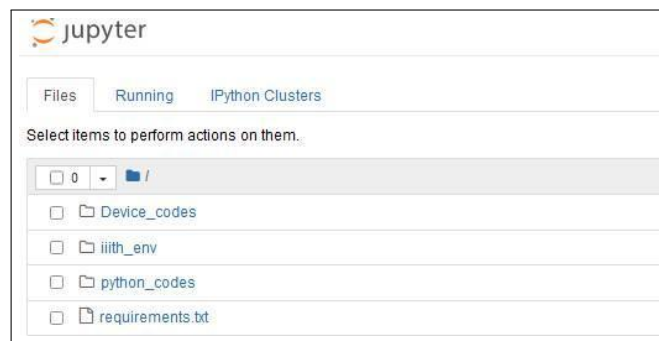 jupyter
Files Running IPython Clusters
Select items to perform actions on them.
0 /
Device_codes
iiith_env
python_codes
requirements.txt